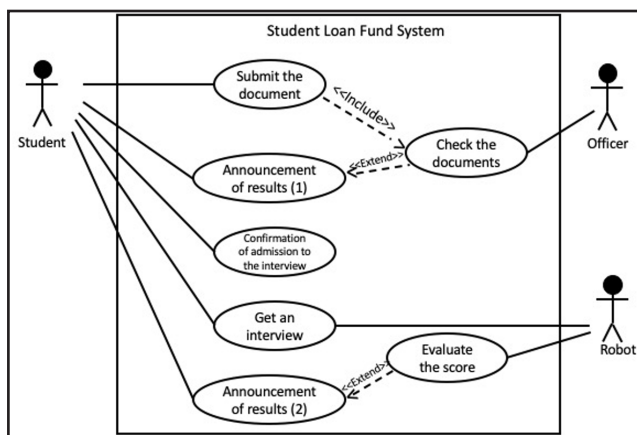 Student Loan Fund System
Submit the
document
<<Include>>
Student
Officer
Check the
documents
<<Extend>>
Announcement
of results (1)
Confirmation
of admission to
the interview
Get an
interview
Evaluate
the score
Robot
<<Extend>>
Announcement
of results (2)